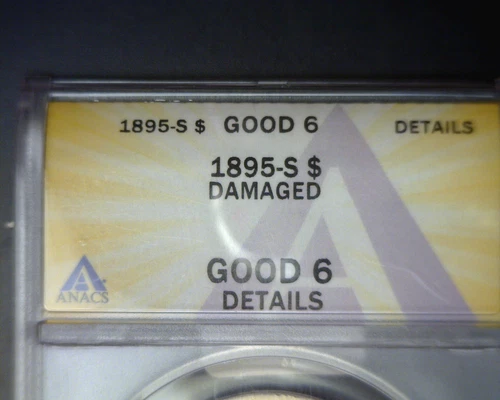 1895-S $ GOOD 6 DETAILS
1895-S $
DAMAGED
GOOD 6
DETAILS
ANACS